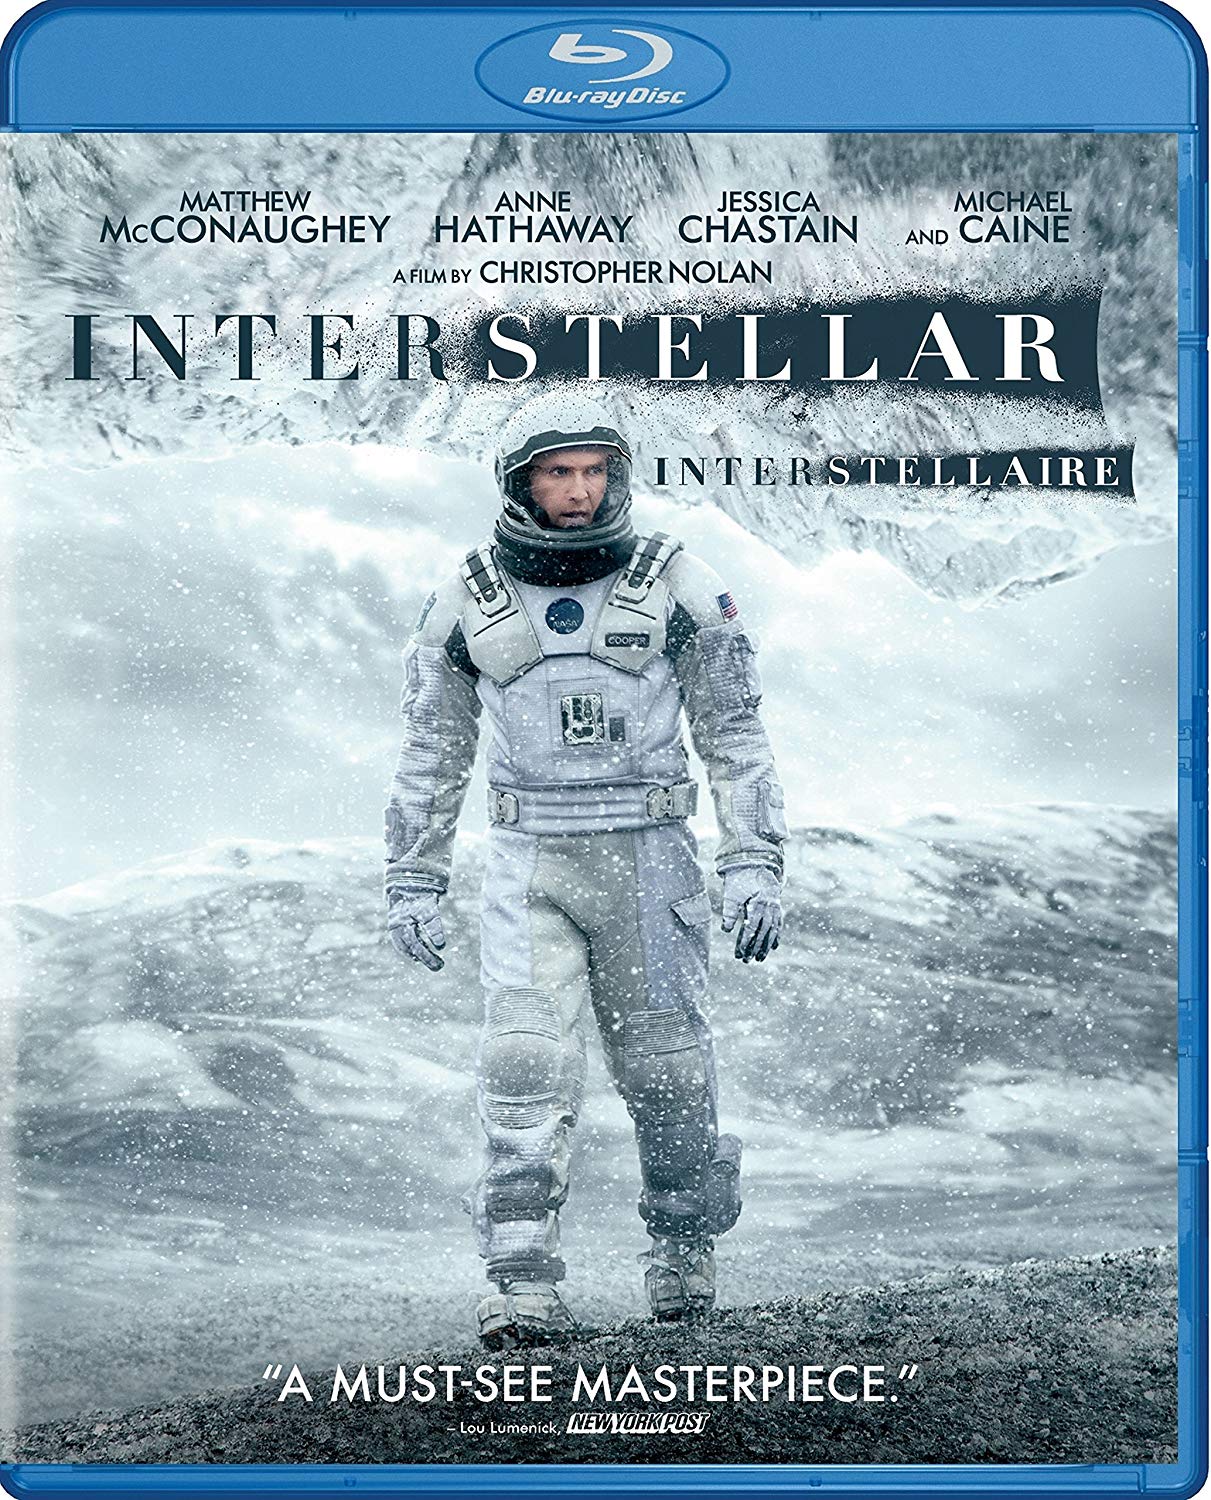 Blu-ray Disc
MATTHEW McCONAUGHEY
ANNE HATHAWAY
JESSICA CHASTAIN
AND MICHAEL CAINE
A FILM BY CHRISTOPHER NOLAN
INTERSTELLAR
INTERSTELLAIRE
NASA
COOPER
“A MUST-SEE MASTERPIECE.”
– Lou Lumenick, NEW YORK POST